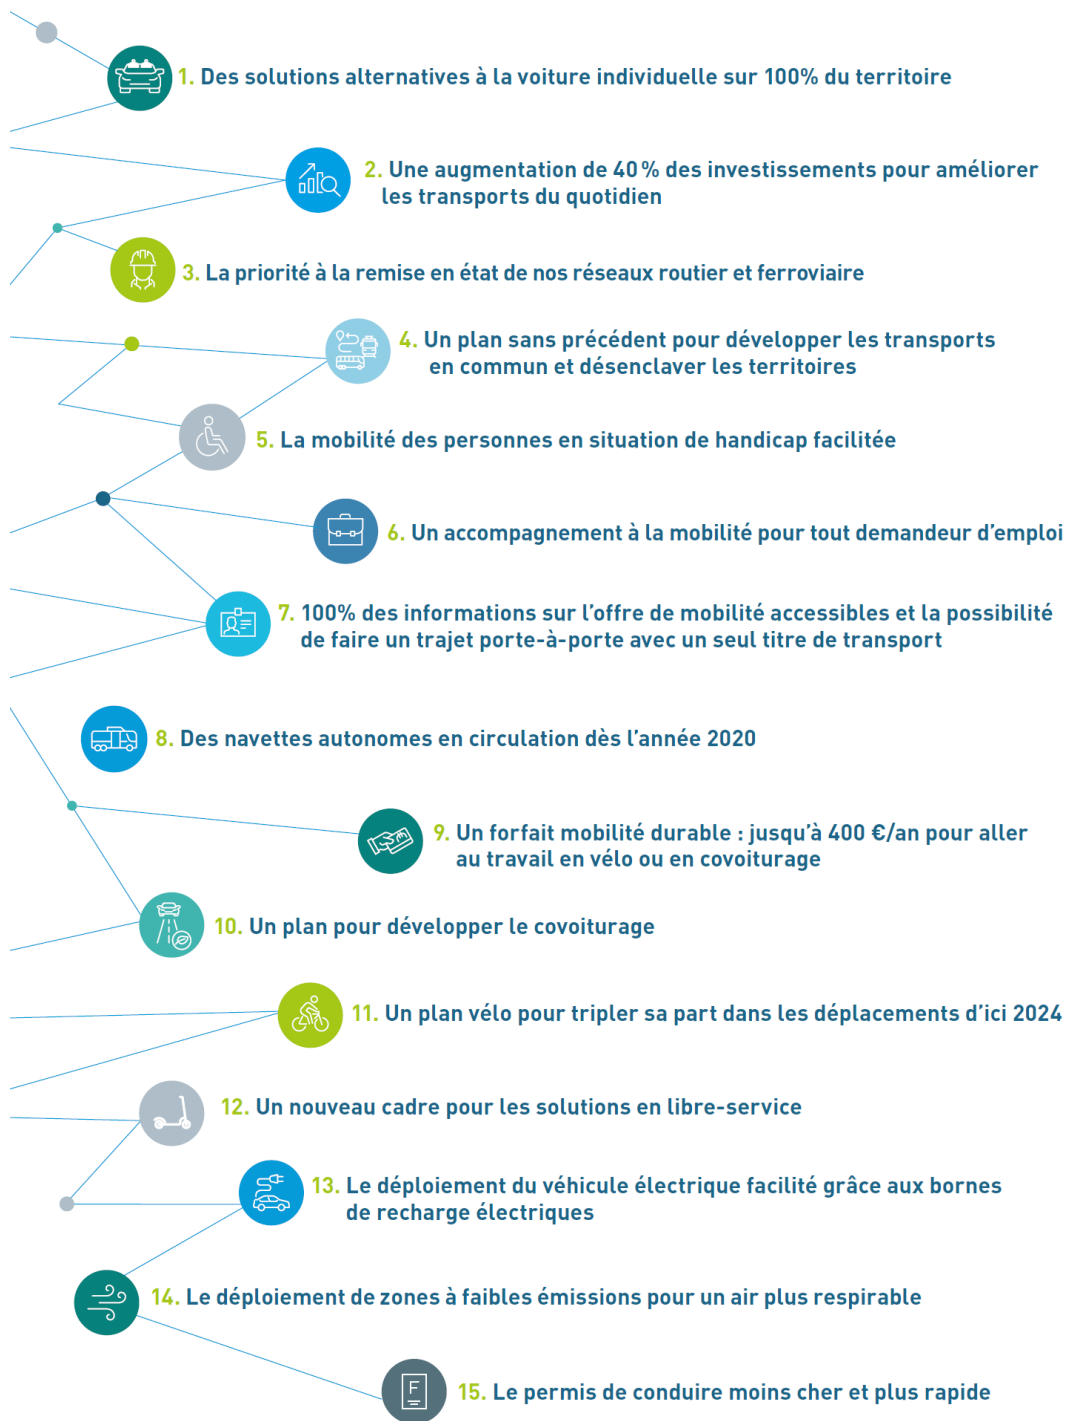 1. Des solutions alternatives à la voiture individuelle sur 100% du territoire
2. Une augmentation de 40 % des investissements pour améliorer
les transports du quotidien
3. La priorité à la remise en état de nos réseaux routier et ferroviaire
4. Un plan sans précédent pour développer les transports
en commun et désenclaver les territoires
5. La mobilité des personnes en situation de handicap facilitée
6. Un accompagnement à la mobilité pour tout demandeur d'emploi
7. 100% des informations sur l'offre de mobilité accessibles et la possibilité
de faire un trajet porte-à-porte avec un seul titre de transport
8. Des navettes autonomes en circulation dès l'année 2020
9. Un forfait mobilité durable : jusqu'à 400 €/an pour aller
au travail en vélo ou en covoiturage
10. Un plan pour développer le covoiturage
11. Un plan vélo pour tripler sa part dans les déplacements d'ici 2024
12. Un nouveau cadre pour les solutions en libre-service
13. Le déploiement du véhicule électrique facilité grâce aux bornes
de recharge électriques
14. Le déploiement de zones à faibles émissions pour un air plus respirable
F
15. Le permis de conduire moins cher et plus rapide